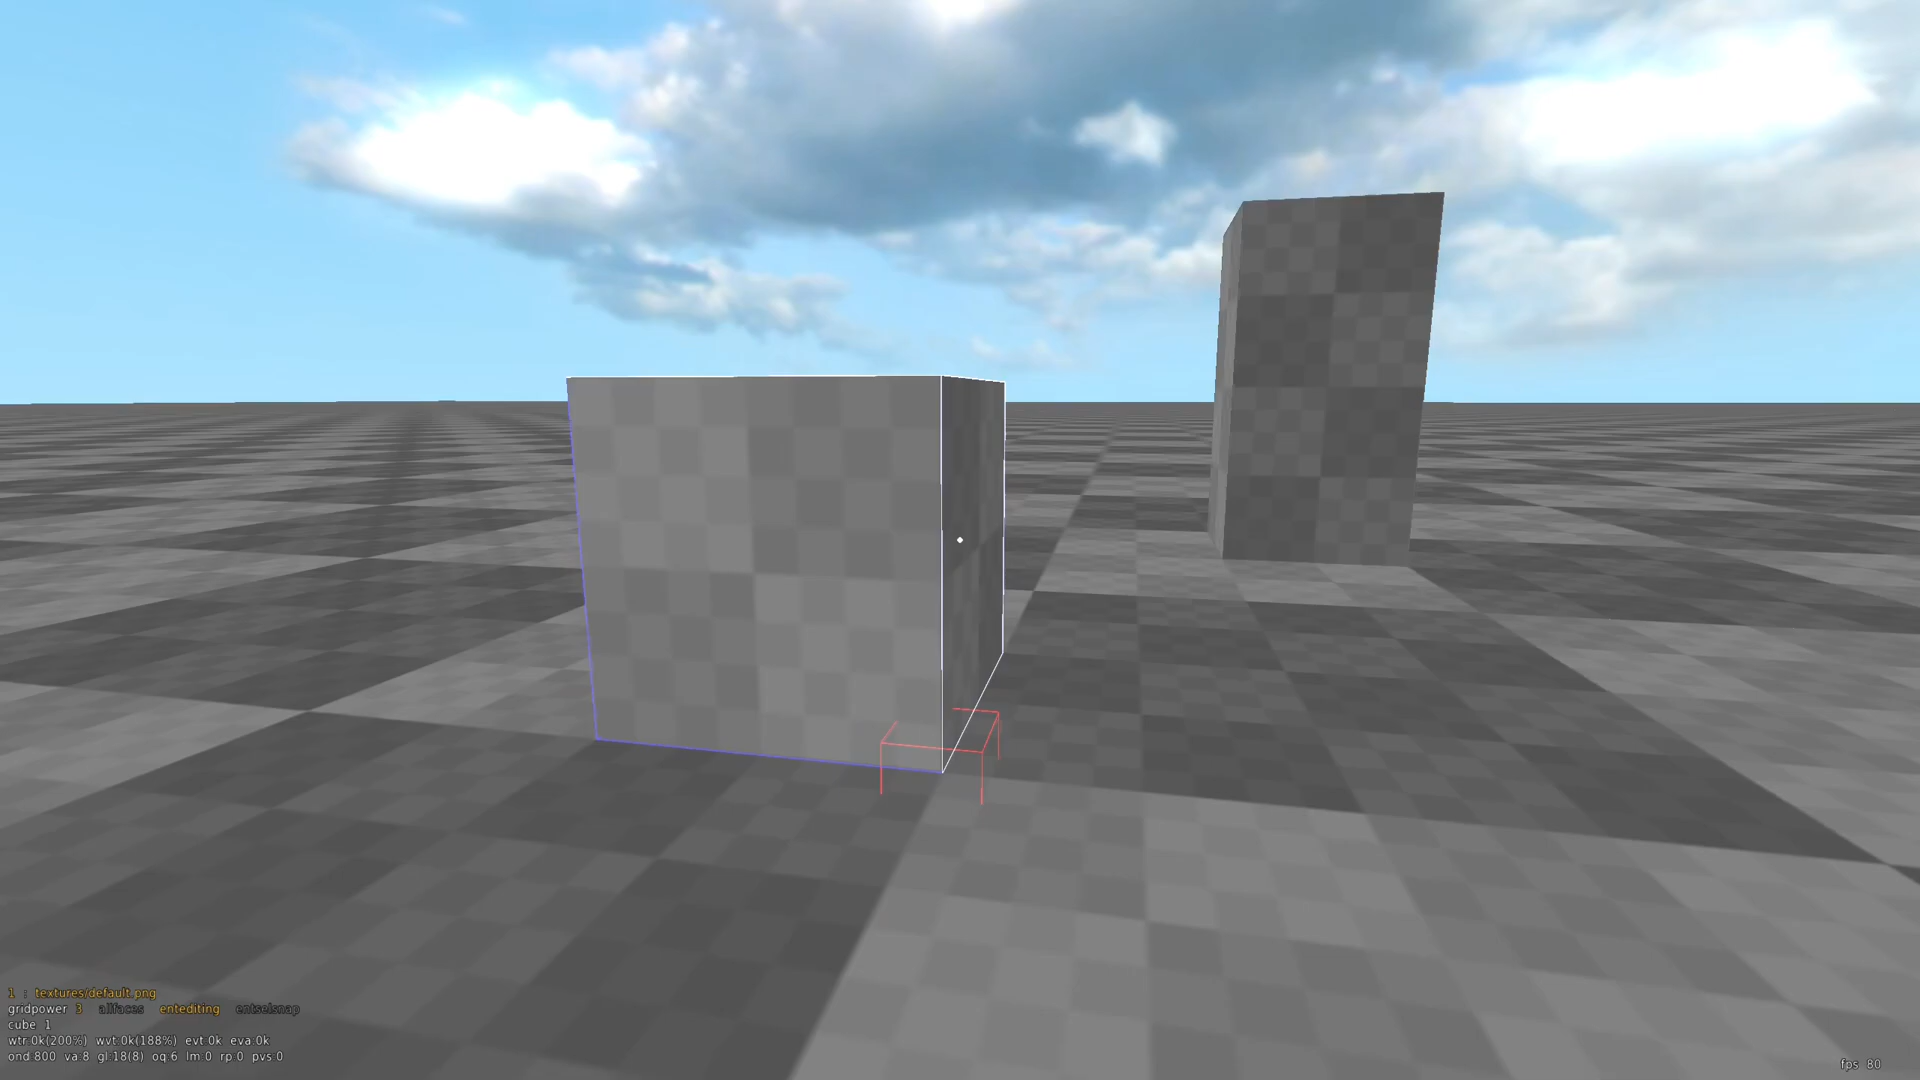 1 : textures/default.png
gridpower 3 allfaces entediting entselsnap
cube 1
wtr:0k(200%) wvt:0k(188%) evt:0k eva:0k
ond:800 va:8 gl:18(8) oq:6 lm:0 rp:0 pvs:0
fps 80